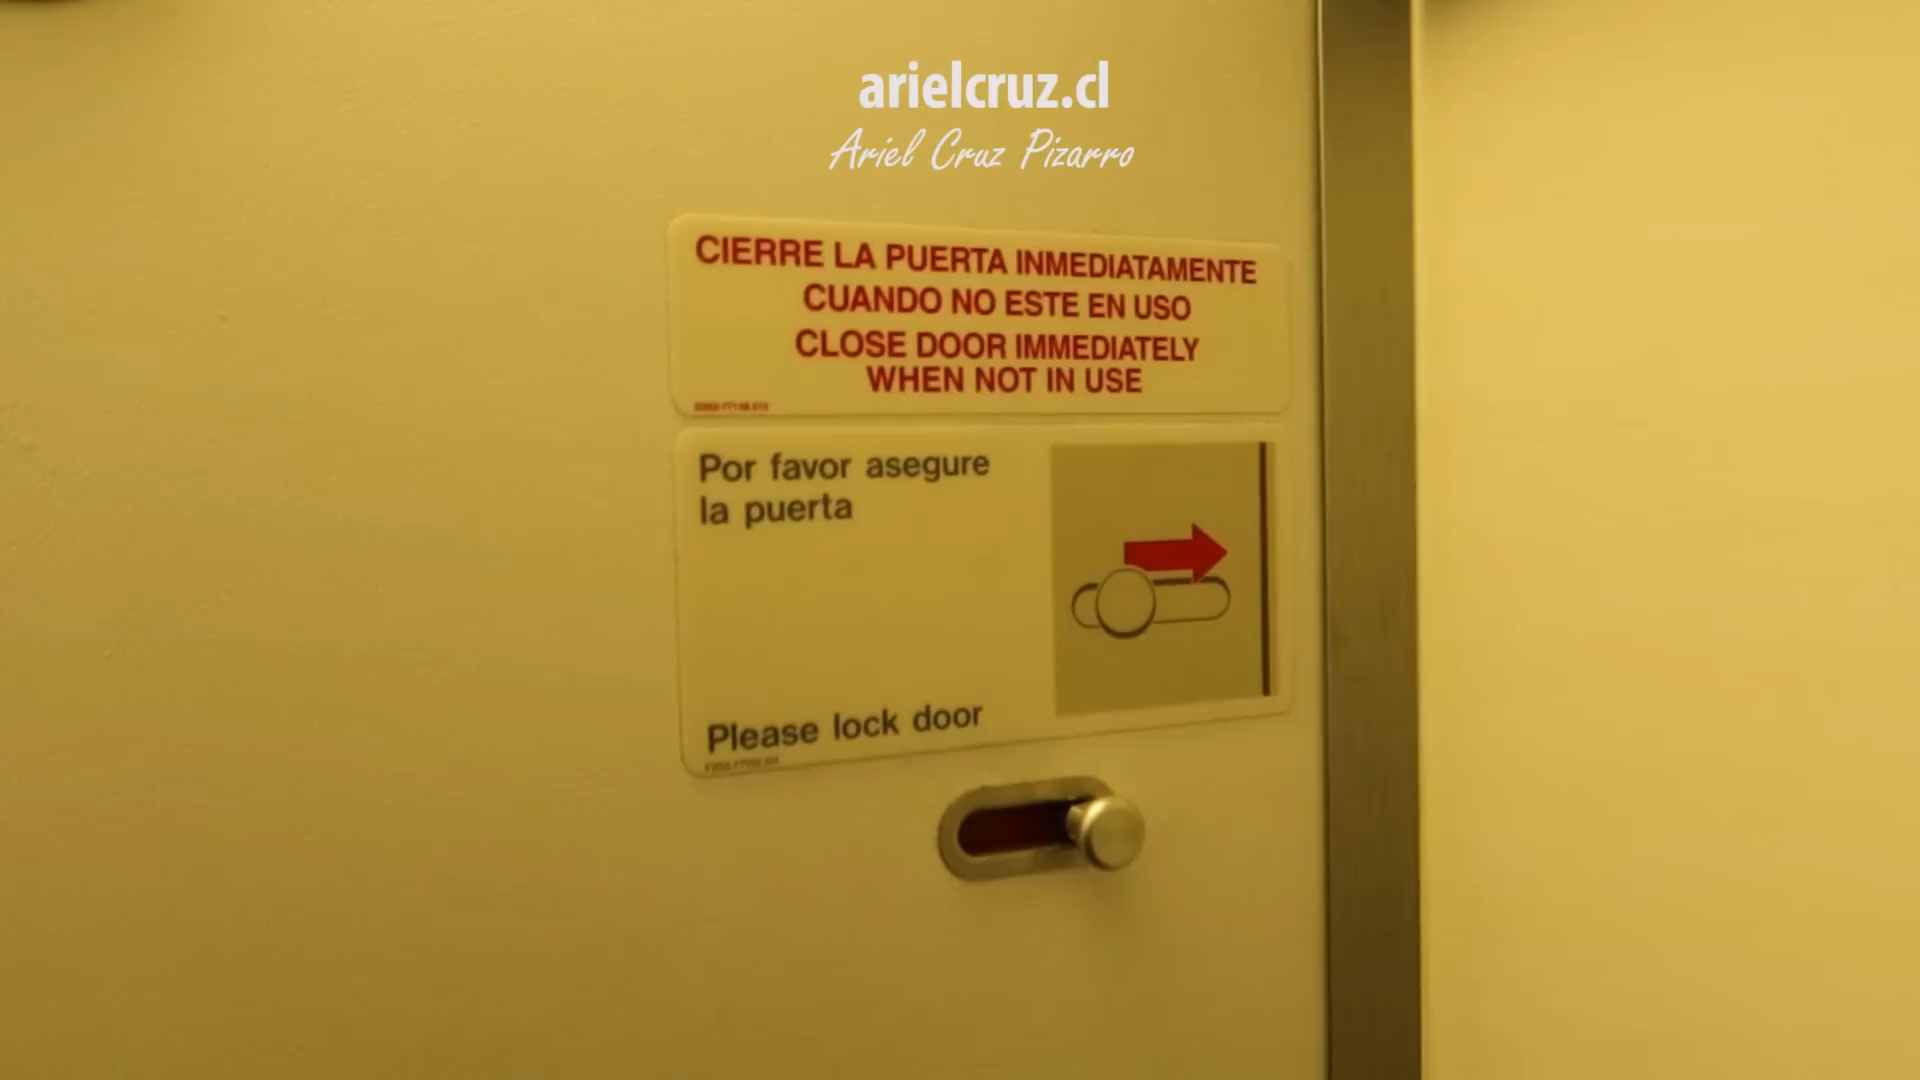 arielcruz.cl
Ariel Cruz Pizarro
CIERRE LA PUERTA INMEDIATAMENTE
CUANDO NO ESTE EN USO
CLOSE DOOR IMMEDIATELY
WHEN NOT IN USE
Por favor asegure
la puerta
Please lock door